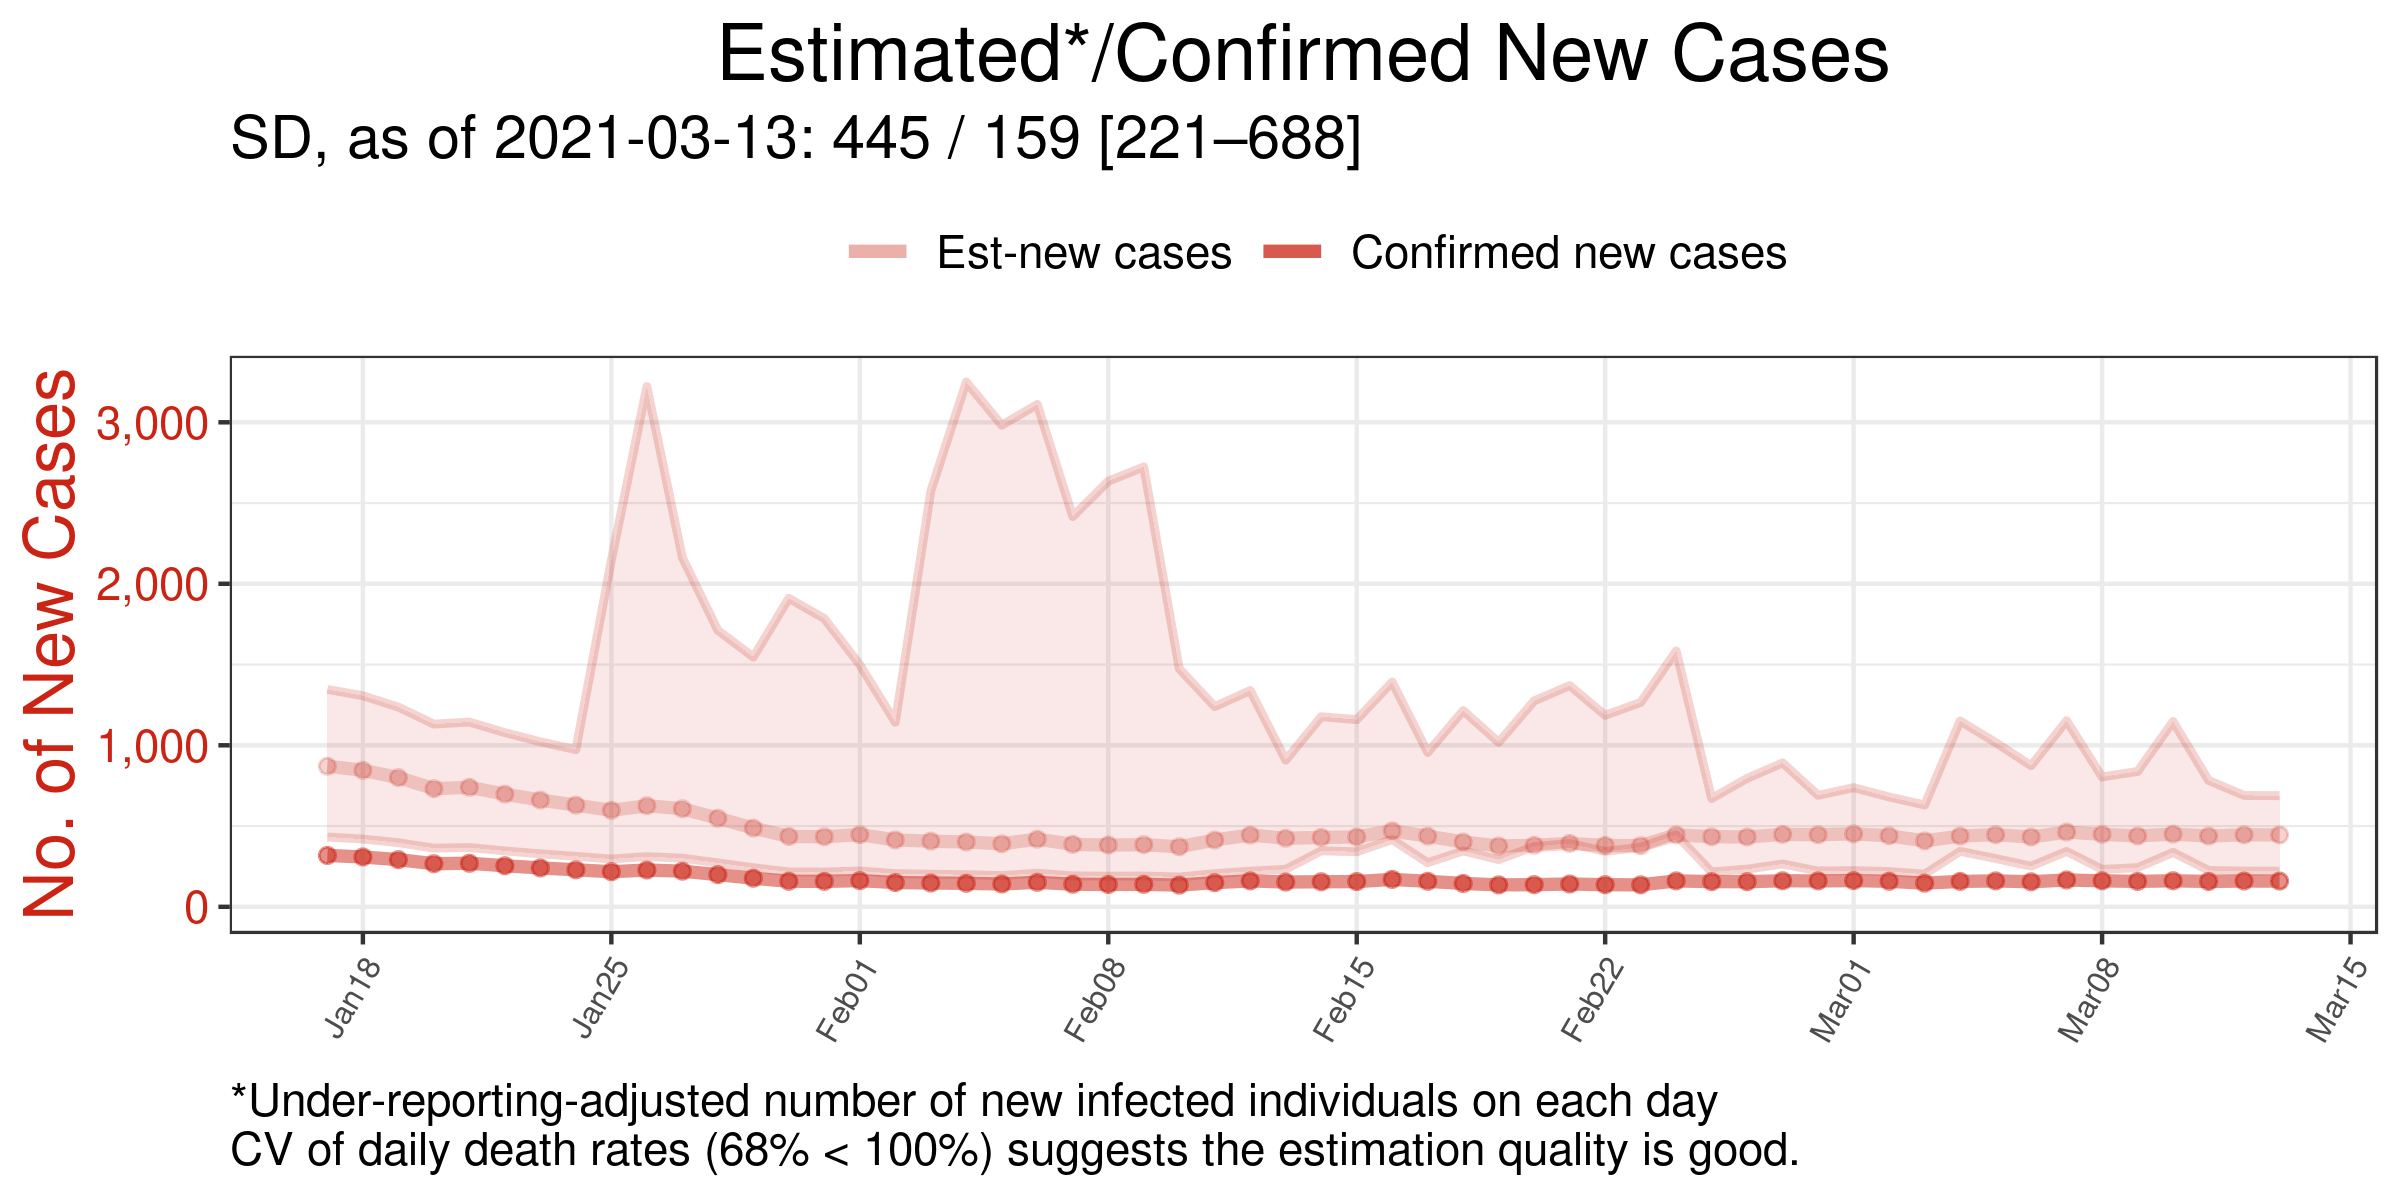 Estimated*/Confirmed New Cases
SD, as of 2021-03-13: 445 / 159 [221–688]
Est-new cases Confirmed new cases
No. of New Cases
3,000
2,000
1,000
0
Jan18 Jan25 Feb01 Feb08 Feb15 Feb22 Mar01 Mar08 Mar15
*Under-reporting-adjusted number of new infected individuals on each day
CV of daily death rates (68% < 100%) suggests the estimation quality is good.